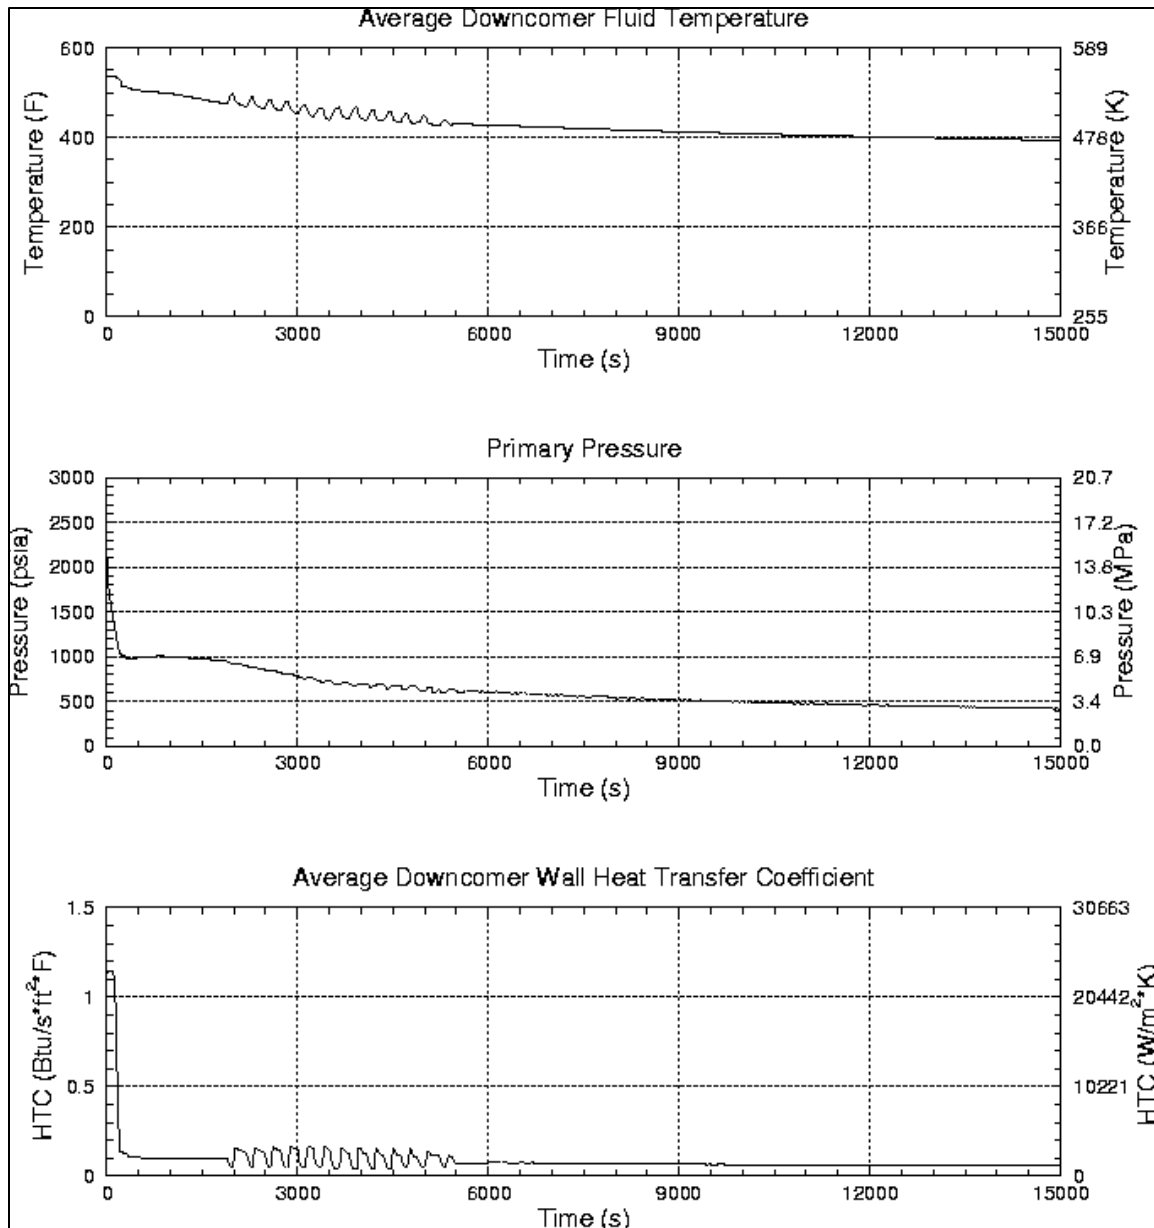 Average Downcomer Fluid Temperature
600
400
200
0
589
478
366
255
Temperature (F)
Temperature (K)
0 3000 6000 9000 12000 15000
Time (s)
Primary Pressure
3000
2500
2000
1500
1000
500
0
20.7
17.2
13.8
10.3
6.9
3.4
0.0
Pressure (psia)
Pressure (MPa)
0 3000 6000 9000 12000 15000
Time (s)
Average Downcomer Wall Heat Transfer Coefficient
1.5
1
0.5
0
30663
20442
10221
0
HTC (Btu/s*ft²*F)
HTC (W/m²*K)
0 3000 6000 9000 12000 15000
Time (s)